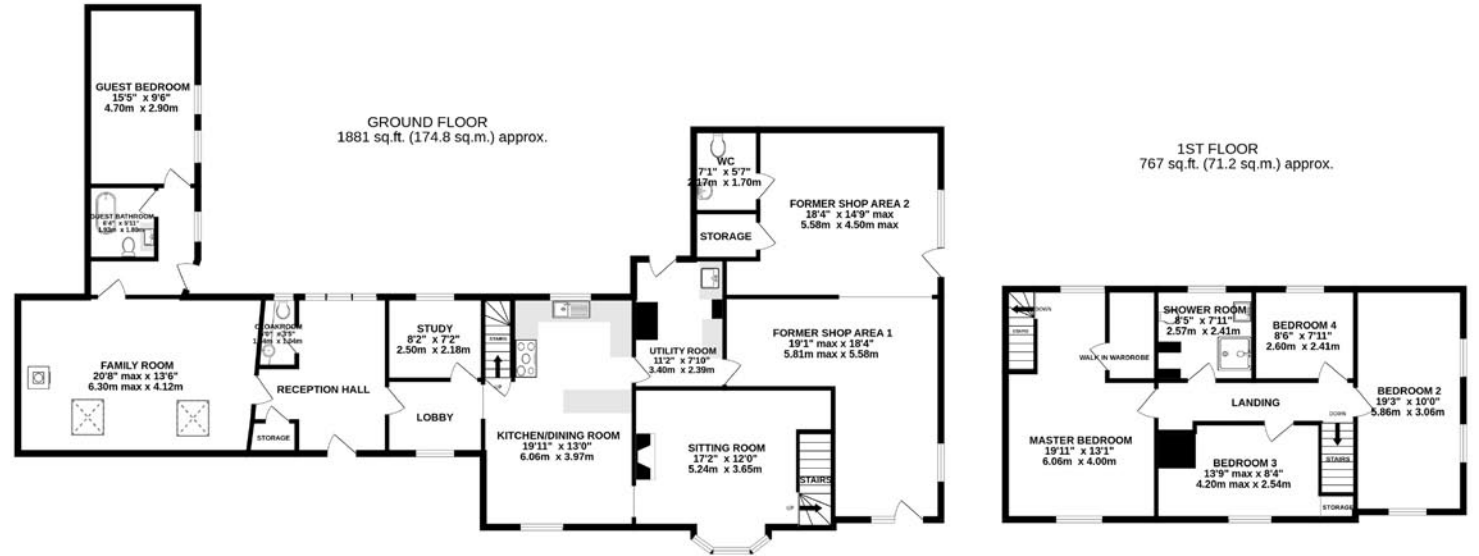 GUEST BEDROOM
15'5" x 9'6"
4.70m x 2.90m
GROUND FLOOR
1881 sq.ft. (174.8 sq.m.) approx.
GUEST BATHROOM
WC
7'1" x 5'7"
2.17m x 1.70m
FORMER SHOP AREA 2
18'4" x 14'9" max
5.58m x 4.50m max
STORAGE
CLOAKROOM
STUDY
8'2" x 7'2"
2.50m x 2.18m
STAIRS
UP
FORMER SHOP AREA 1
19'1" max x 18'4"
5.81m max x 5.58m
UTILITY ROOM
11'2" x 7'10"
3.40m x 2.39m
FAMILY ROOM
20'8" max x 13'6"
6.30m max x 4.12m
RECEPTION HALL
LOBBY
STORAGE
KITCHEN/DINING ROOM
19'11" x 13'0"
6.06m x 3.97m
SITTING ROOM
17'2" x 12'0"
5.24m x 3.65m
STAIRS
UP
1ST FLOOR
767 sq.ft. (71.2 sq.m.) approx.
DOWN
STAIRS
SHOWER ROOM
8'5" x 7'11"
2.57m x 2.41m
BEDROOM 4
8'6" x 7'11"
2.60m x 2.41m
WALK IN WARDROBE
BEDROOM 2
19'3" x 10'0"
5.86m x 3.06m
LANDING
DOWN
MASTER BEDROOM
19'11" x 13'1"
6.06m x 4.00m
BEDROOM 3
13'9" max x 8'4"
4.20m max x 2.54m
STAIRS
STORAGE